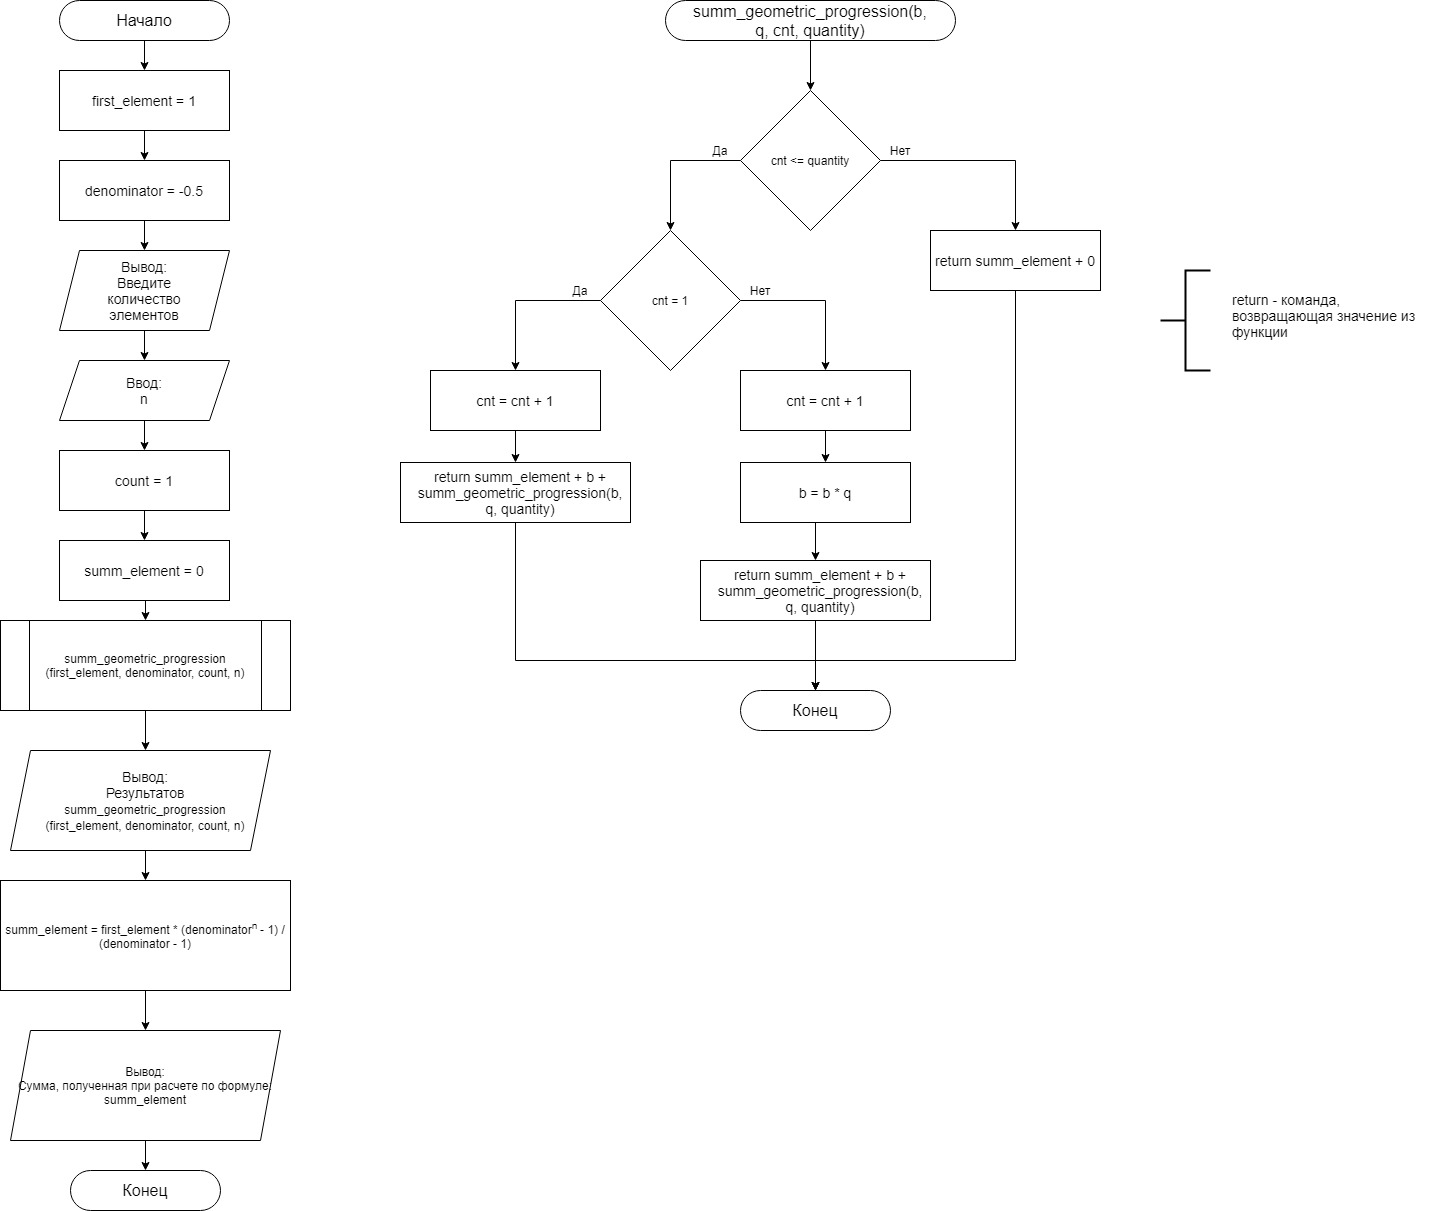 Начало
first_element = 1
denominator = -0.5
Вывод:
Введите
количество
элементов
Ввод:
n
count = 1
summ_element = 0
summ_geometric_progression
(first_element, denominator, count, n)
Вывод:
Результатов
summ_geometric_progression
(first_element, denominator, count, n)
summ_element = first_element * (denominatorⁿ - 1) /
(denominator - 1)
Вывод:
Сумма, полученная при расчете по формуле:
summ_element
Конец
summ_geometric_progression(b,
q, cnt, quantity)
cnt <= quantity
Да
Нет
cnt = 1
Да
Нет
return summ_element + 0
cnt = cnt + 1
cnt = cnt + 1
return summ_element + b +
summ_geometric_progression(b,
q, quantity)
b = b * q
return summ_element + b +
summ_geometric_progression(b,
q, quantity)
Конец
return - команда,
возвращающая значение из
функции